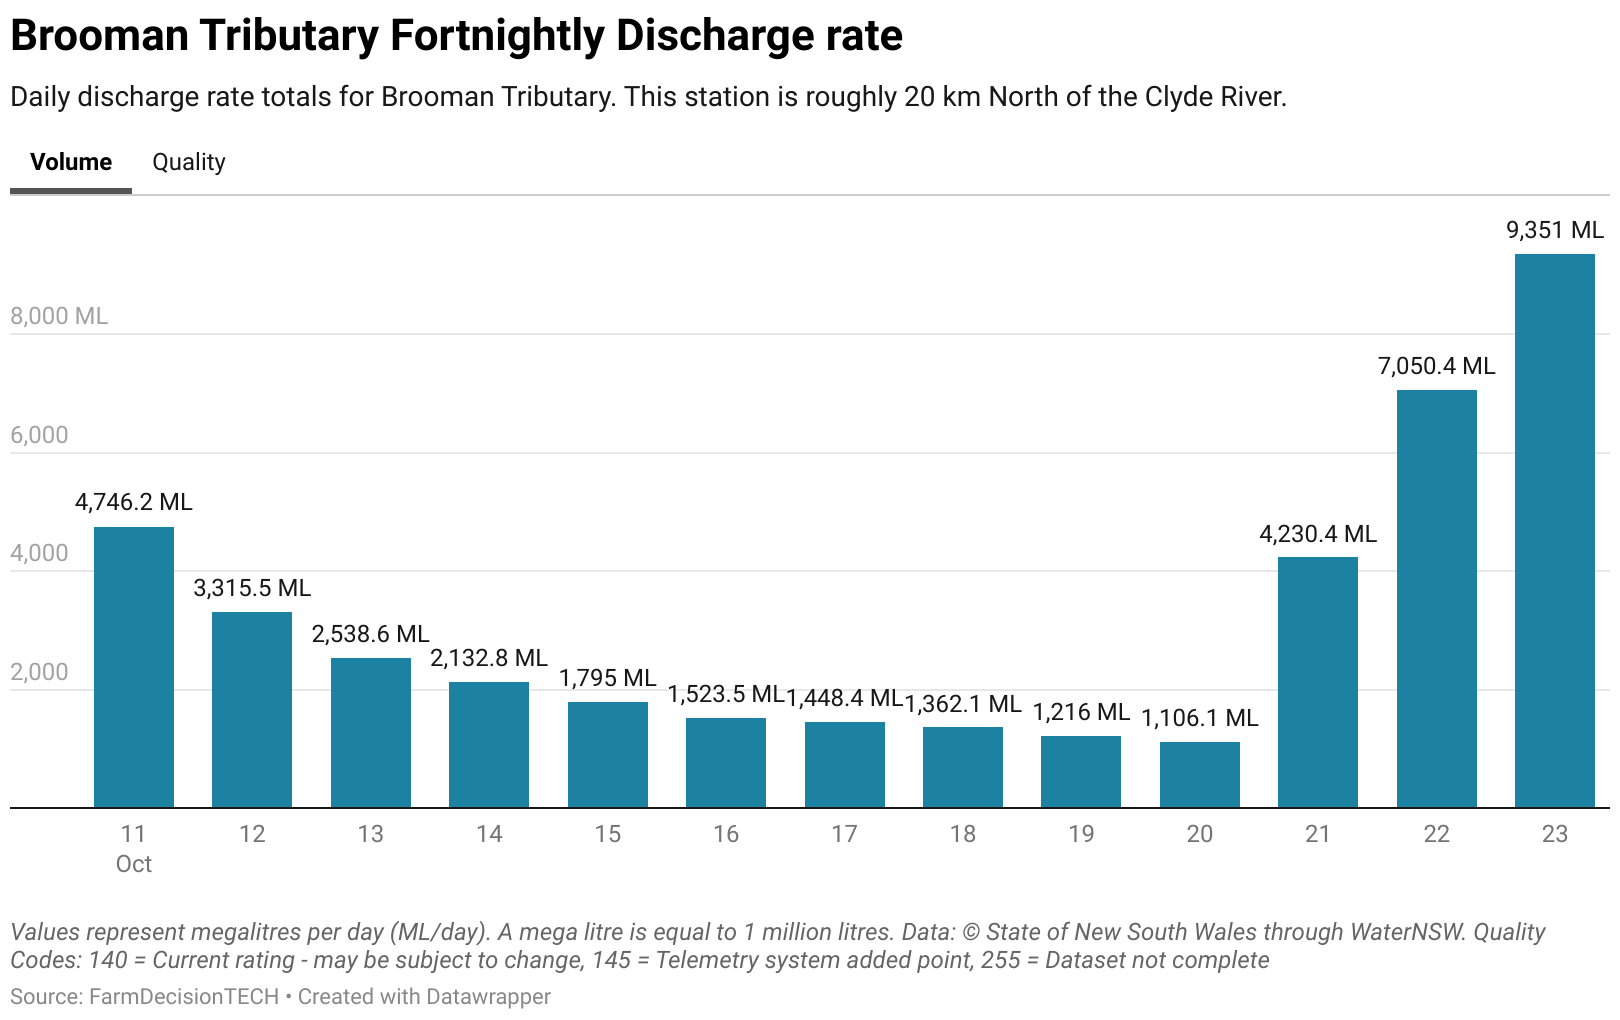 Brooman Tributary Fortnightly Discharge rate
Daily discharge rate totals for Brooman Tributary. This station is roughly 20 km North of the Clyde River.
Volume Quality
9,351 ML
8,000 ML
7,050.4 ML
6,000
4,746.2 ML
4,230.4 ML
4,000
3,315.5 ML
2,538.6 ML
2,132.8 ML
2,000
1,795 ML
1,523.5 ML
1,448.4 ML
1,362.1 ML
1,216 ML
1,106.1 ML
11 12 13 14 15 16 17 18 19 20 21 22 23
Oct
Values represent megalitres per day (ML/day). A mega litre is equal to 1 million litres. Data: © State of New South Wales through WaterNSW. Quality
Codes: 140 = Current rating - may be subject to change, 145 = Telemetry system added point, 255 = Dataset not complete
Source: FarmDecisionTECH • Created with Datawrapper